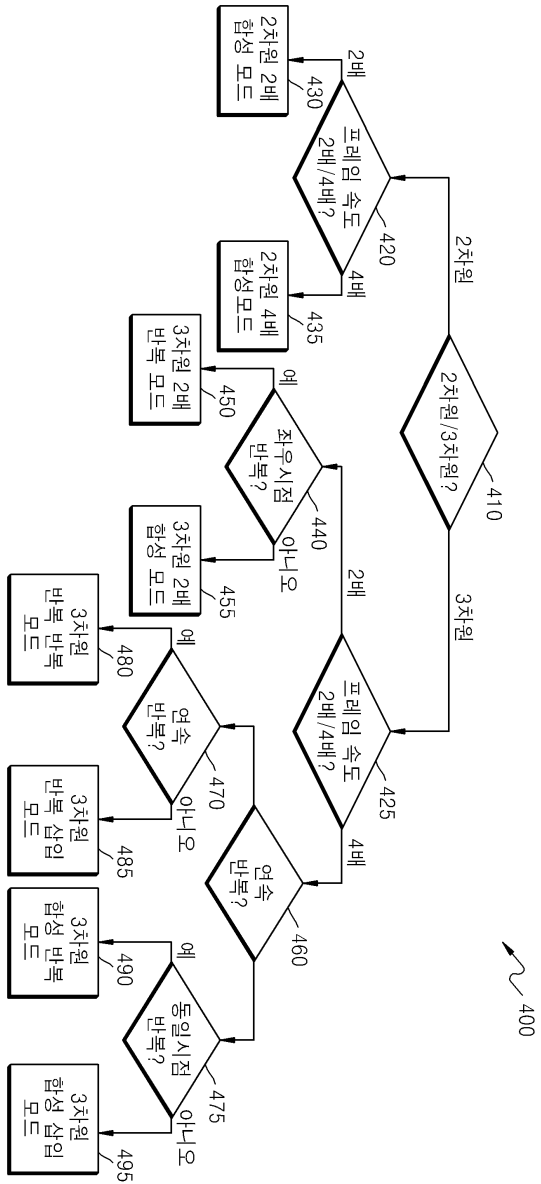 400
2차원/3차원?
410
2차원
3차원
프레임 속도
2배/4배?
420
프레임 속도
2배/4배?
425
2배
4배
2배
4배
2차원 2배
합성 모드
430
2차원 4배
합성 모드
435
좌우시점
반복?
440
연속
반복?
460
예
아니오
3차원 2배
반복 모드
450
3차원 2배
합성 모드
455
연속
반복?
470
동일시점
반복?
475
예
아니오
예
아니오
3차원
반복 반복
모드
480
3차원
반복 삽입
모드
485
3차원
합성 반복
모드
490
3차원
합성 삽입
모드
495